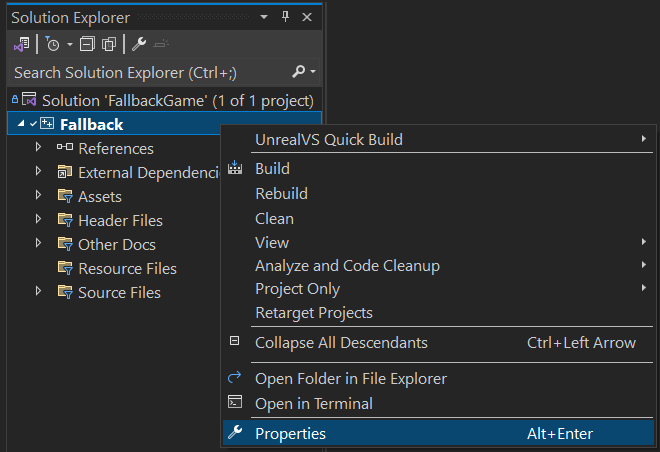 Solution Explorer
Search Solution Explorer (Ctrl+;)
Solution 'FallbackGame' (1 of 1 project)
Fallback
References
External Dependenci
Assets
Header Files
Other Docs
Resource Files
Source Files
UnrealVS Quick Build
Build
Rebuild
Clean
View
Analyze and Code Cleanup
Project Only
Retarget Projects
Collapse All Descendants Ctrl+Left Arrow
Open Folder in File Explorer
Open in Terminal
Properties Alt+Enter